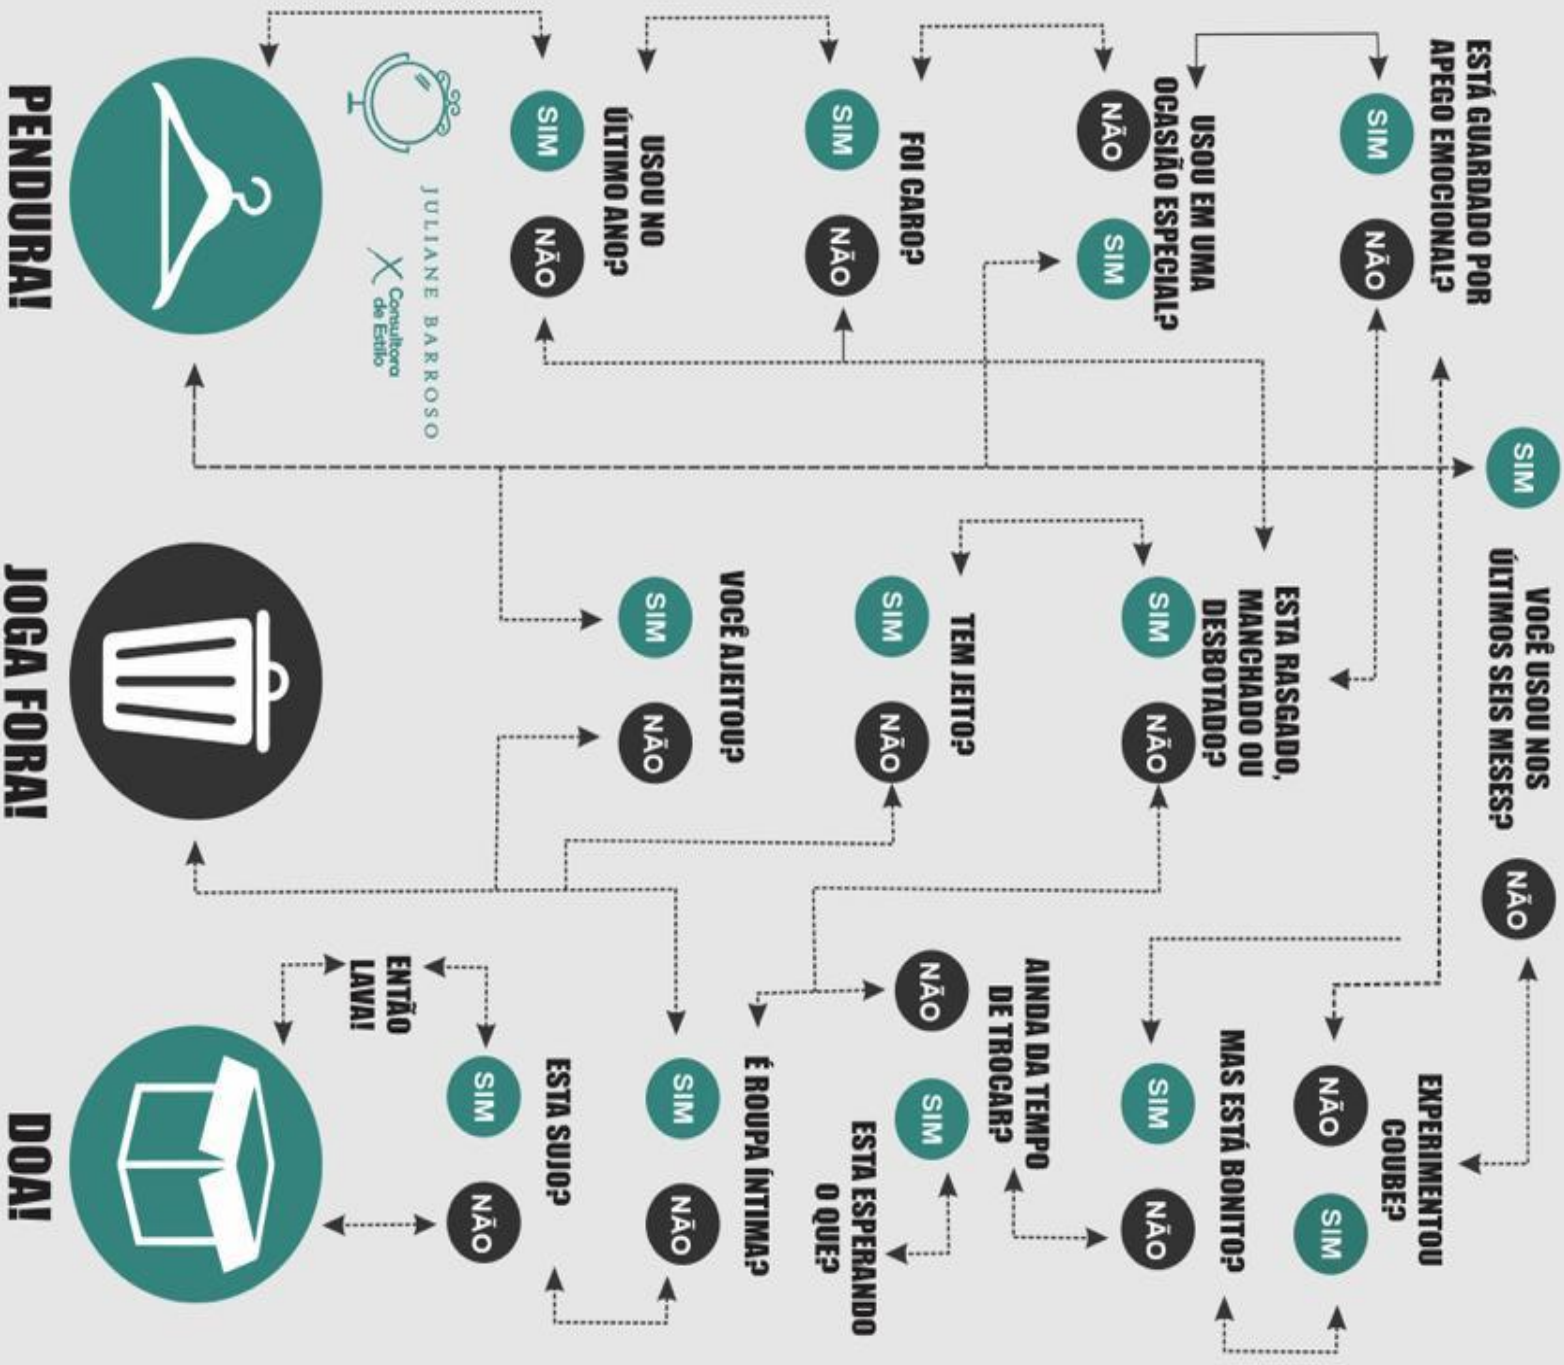 VOCÊ USOU NOS
ÚLTIMOS SEIS MESES?
SIM
NÃO
ESTÁ GUARDADO POR
APEGO EMOCIONAL?
SIM
NÃO
USOU EM UMA
OCASIÃO ESPECIAL?
NÃO
SIM
FOI CARO?
SIM
NÃO
USOU NO
ÚLTIMO ANO?
SIM
NÃO
JULIANE BARROSO
Consultora
de Estilo
PENDURA!
ESTA RASGADO,
MANCHADO OU
DESBOTADO?
SIM
NÃO
TEM JEITO?
SIM
NÃO
VOCÊ AJEITOU?
SIM
NÃO
JOGA FORA!
EXPERIMENTOU
COUBE?
NÃO
SIM
MAS ESTÁ BONITO?
SIM
NÃO
AINDA DA TEMPO
DE TROCAR?
NÃO
SIM
ESTA ESPERANDO
O QUE?
É ROUPA ÍNTIMA?
SIM
NÃO
ESTA SUJO?
SIM
NÃO
ENTÃO
LAVA!
DOA!